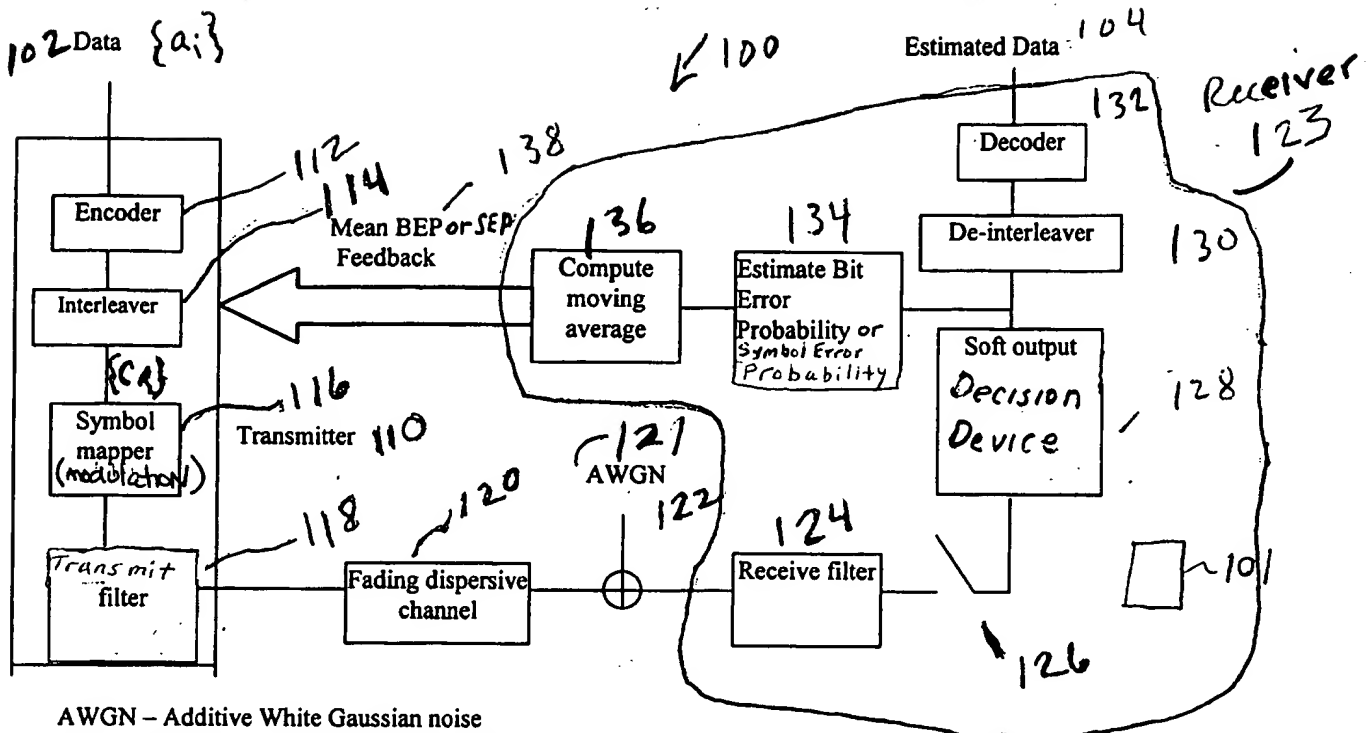 102 Data {ai}
100
Estimated Data 104
Receiver
123
132
Decoder
112
138
114
Encoder
Mean BEP or SEP
Feedback
136
Compute
moving
average
134
Estimate Bit
Error
Probability or
Symbol Error
Probability
De-interleaver
130
Interleaver
Soft output
Decision
Device
128
{CR}
116
Symbol
mapper
(modulation)
Transmitter 110
121
AWGN
122
120
118
124
Transmit
filter
Fading dispersive
channel
Receive filter
101
126
AWGN – Additive White Gaussian noise